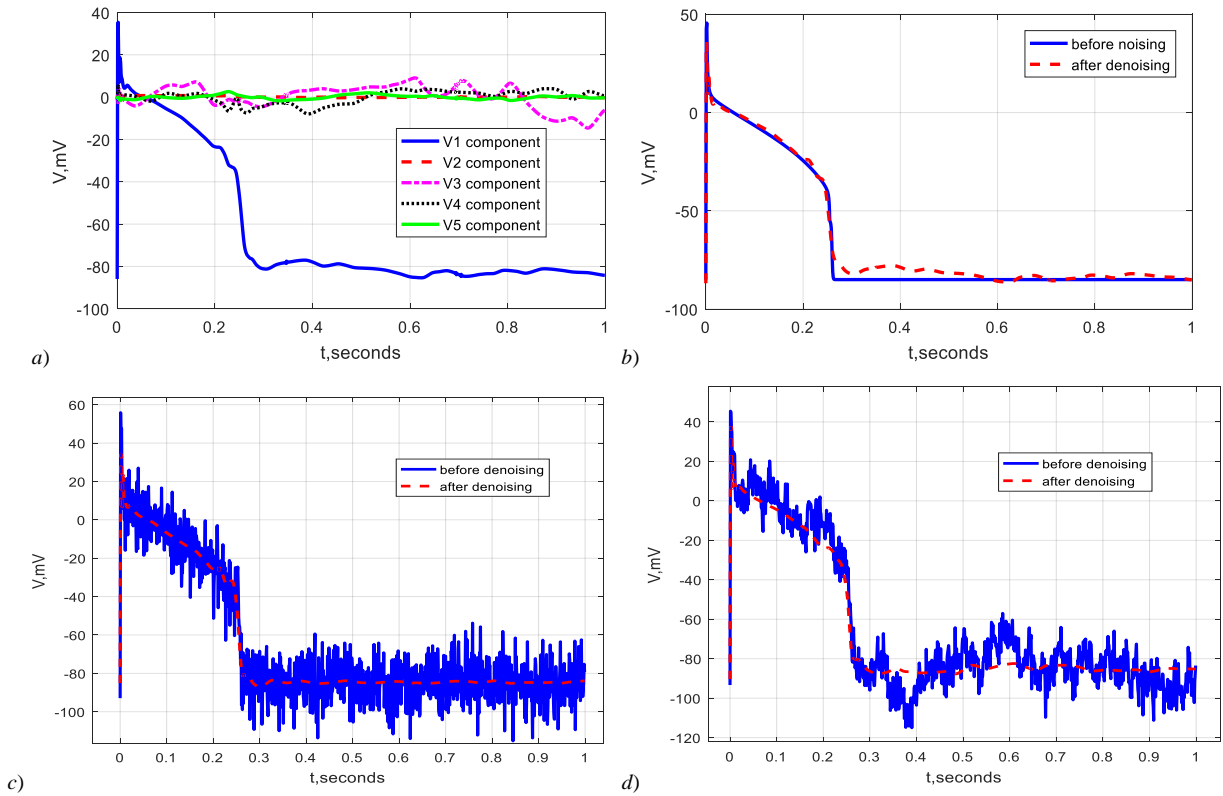 40
20
0
-20
-40
-60
-80
-100
V,mV
0 0.2 0.4 0.6 0.8 1
t,seconds
V1 component
V2 component
V3 component
V4 component
V5 component
a)
50
0
-50
-100
V,mV
0 0.2 0.4 0.6 0.8 1
t,seconds
before noising
after denoising
b)
60
40
20
0
-20
-40
-60
-80
-100
V,mV
0 0.1 0.2 0.3 0.4 0.5 0.6 0.7 0.8 0.9 1
t,seconds
before denoising
after denoising
c)
40
20
0
-20
-40
-60
-80
-100
-120
V,mV
0 0.1 0.2 0.3 0.4 0.5 0.6 0.7 0.8 0.9 1
t,seconds
before denoising
after denoising
d)